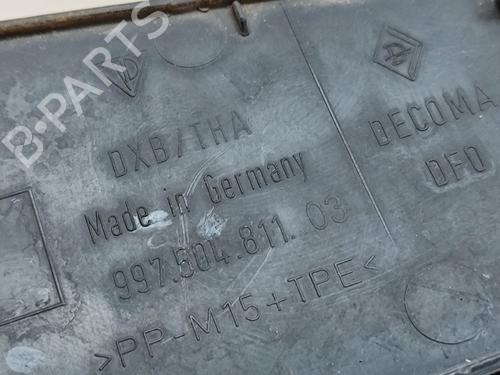 B-PARTS
DXB/THA
Made in Germany
997.504.811.03
>PP-M15+TPE<
DECOMA
DFO